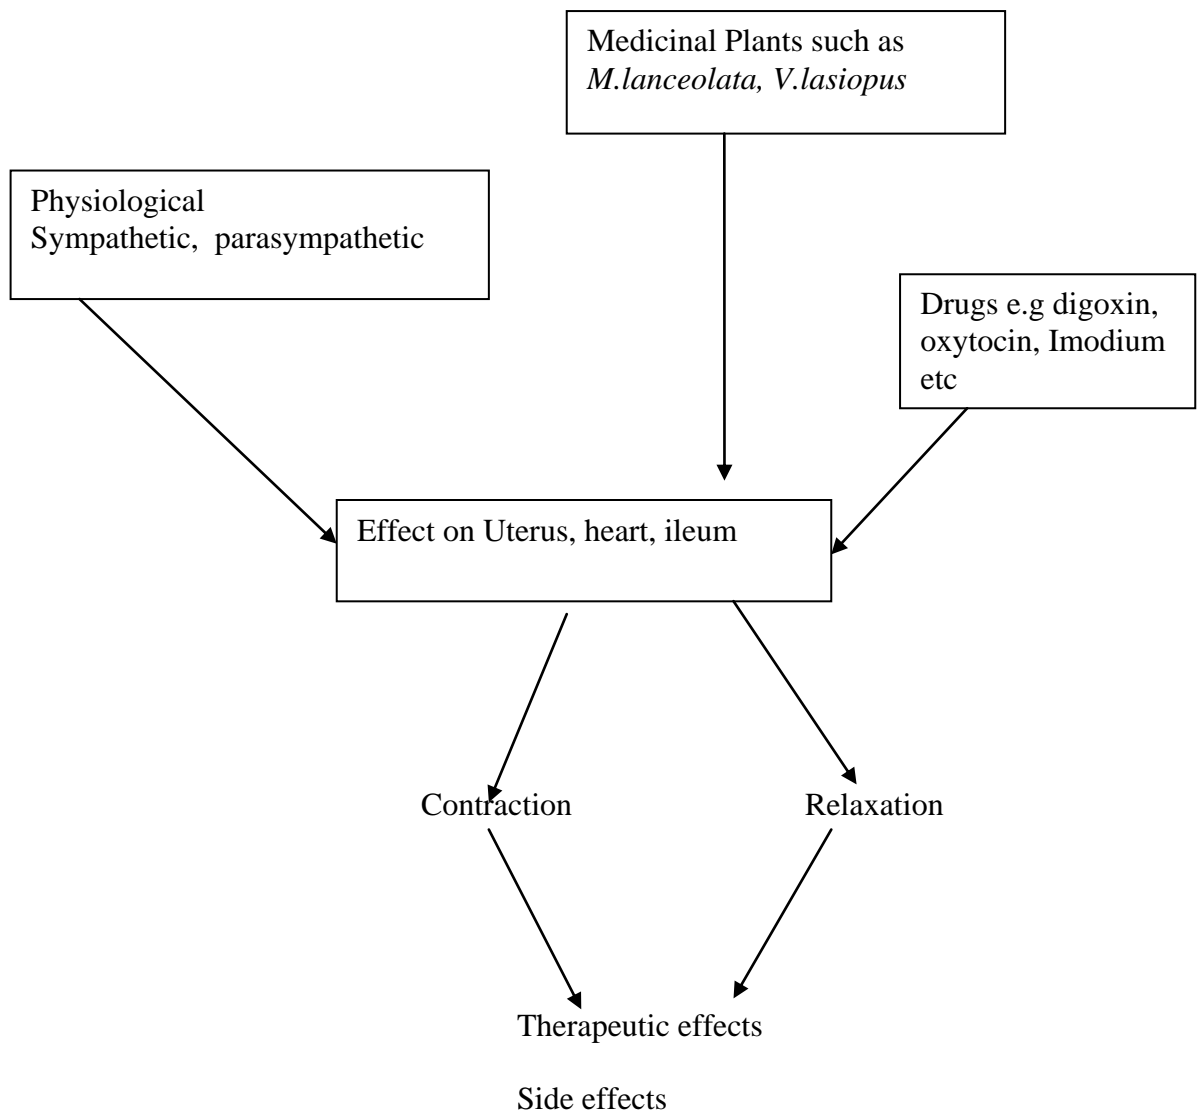 Medicinal Plants such as
M.lanceolata, V.lasiopus
Physiological
Sympathetic,  parasympathetic
Drugs e.g digoxin,
oxytocin, Imodium
etc
Effect on Uterus, heart, ileum
Contraction
Relaxation
Therapeutic effects
Side effects